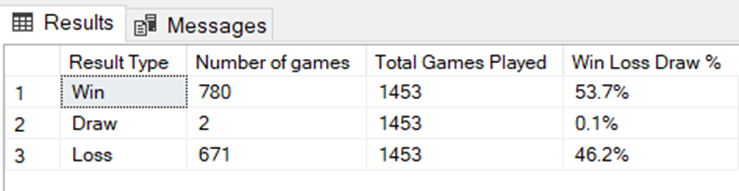 Results Messages
Result Type Number of games Total Games Played Win Loss Draw %
1 Win 780 1453 53.7%
2 Draw 2 1453 0.1%
3 Loss 671 1453 46.2%